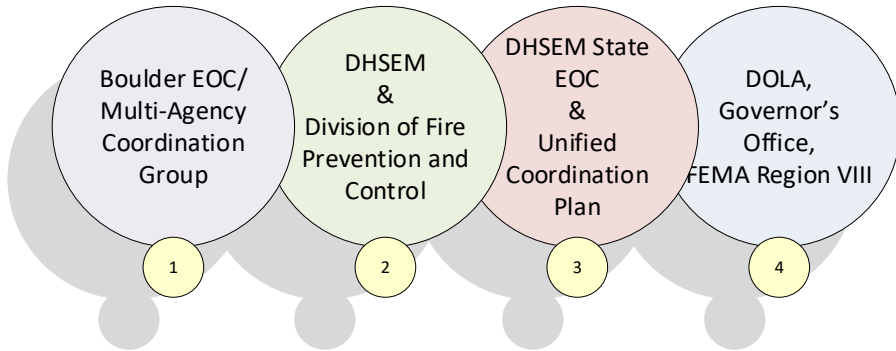 Boulder EOC/
Multi-Agency
Coordination
Group
1
DHSEM
&
Division of Fire
Prevention and
Control
2
DHSEM State
EOC
&
Unified
Coordination
Plan
3
DOLA,
Governor’s
Office,
FEMA Region VIII
4